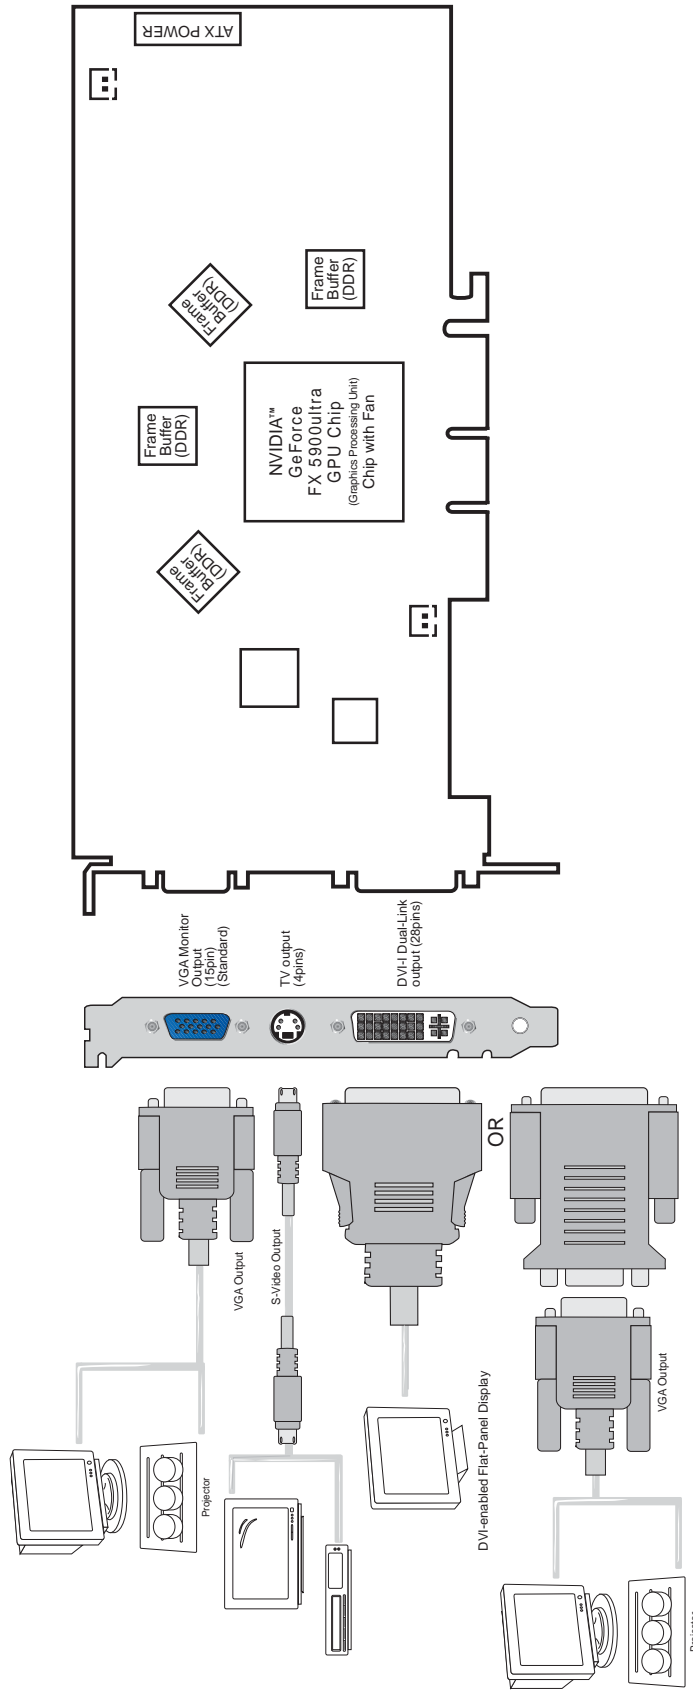 ATX POWER
Frame
Buffer
(DDR)
Frame
Buffer
(DDR)
Frame
Buffer
(DDR)
Frame
Buffer
(DDR)
NVIDIA™
GeForce
FX 5900ultra
GPU Chip
(Graphics Processing Unit)
Chip with Fan
VGA Monitor
Output
(15pin)
(Standard)
TV output
(4pins)
DVI-I Dual-Link
output (28pins)
VGA Output
S-Video Output
OR
Projector
DVI-enabled Flat-Panel Display
VGA Output
Projector